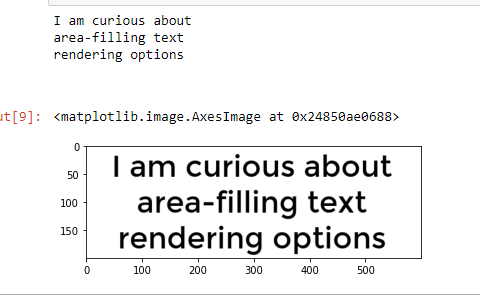 I am curious about
area-filling text
rendering options
ut[9]: <matplotlib.image.AxesImage at 0x24850ae0688>
0
50
100
150
I am curious about
area-filling text
rendering options
0 100 200 300 400 500